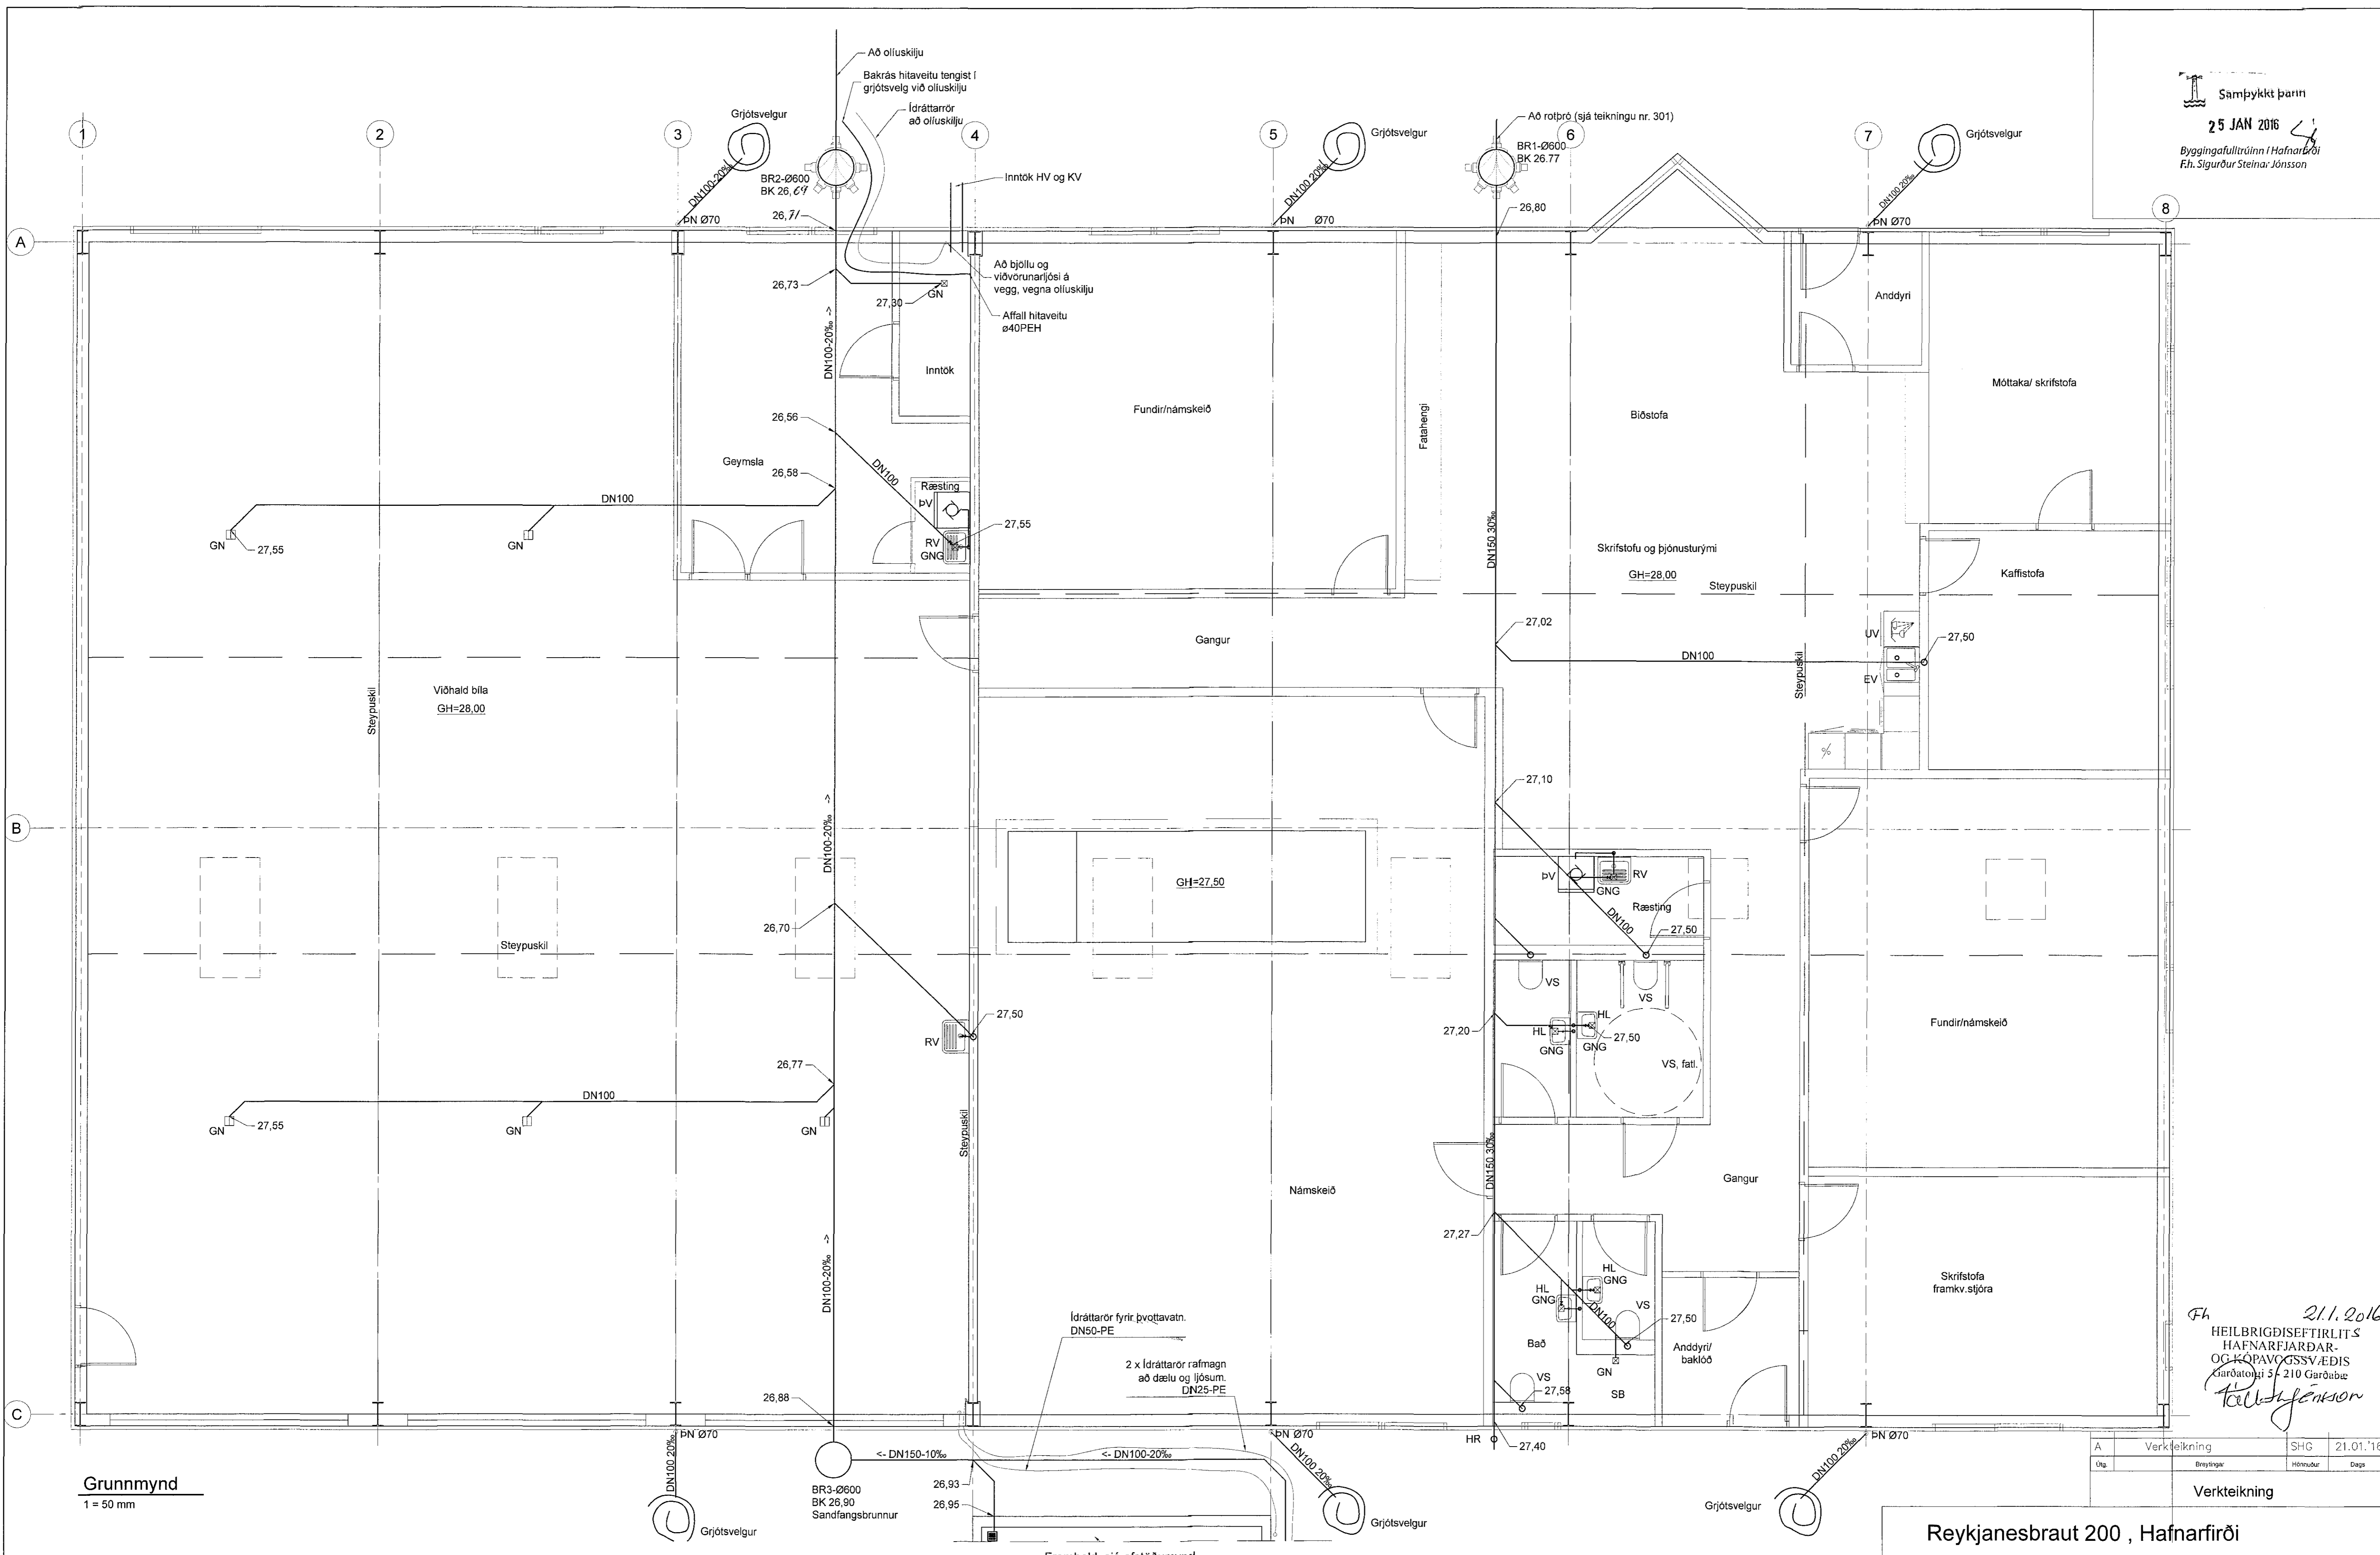 Að olíuskilju
Bakrás hitaveitu tengist í
grjótsvelg við olíuskilju
Ídráttarrör
að olíuskilju
Grjótsvelgur
Grjótsvelgur
Að rotþró (sjá teikningu nr. 301)
Grjótsvelgur
Samþykkt þann
25 JAN 2016
Byggingafulltrúinn í Hafnarfirði
F.h. Sigurður Steinar Jónsson
1
2
3
4
5
6
7
8
BR1-Ø600
BK 26.77
BR2-Ø600
BK 26,69
DN100-20‰
DN100 20‰
DN100 20‰
Inntök HV og KV
26,71
ÞN Ø70
ÞN Ø70
26,80
ÞN Ø70
A
Að bjöllu og
viðvörunarljósi á
vegg, vegna olíuskilju
26,73
27,30
GN
Affall hitaveitu
ø40PEH
Anddyri
DN100-20‰ ->
Inntök
Fundir/námskeið
Fatahengi
Biðstofa
Móttaka/ skrifstofa
26,56
Geymsla
26,58
DN100
Ræsting
ÞV
27,55
RV
GNG
DN100
GN
27,55
GN
DN150 30‰
Skrifstofu og þjónusturými
GH=28,00
Steypuskil
Kaffistofa
27,02
Gangur
DN100
UV
27,50
EV
Steypuskil
Viðhald bíla
GH=28,00
Steypuskil
27,10
B
DN100-20‰ ->
GH=27,50
ÞV
RV
GNG
Ræsting
DN100
27,50
26,70
Steypuskil
VS
VS
27,50
RV
27,20
HL
HL
GNG
GNG
27,50
VS, fatl.
Fundir/námskeið
26,77
DN100
GN
27,55
GN
GN
Steypuskil
DN150 30‰
Námskeið
Gangur
27,27
DN100-20‰ ->
HL
GNG
HL
GNG
DN100
VS
27,50
Bað
Anddyri/
baklóð
GN
VS
27,58
SB
Skrifstofa
framkv.stjóra
Fh 21.1.2016
HEILBRIGÐISEFTIRLITS
HAFNARFJARÐAR-
OG KÓPAVOGSSVÆÐIS
Garðatorgi 5 - 210 Garðabæ
Ídráttarör fyrir þvottavatn.
DN50-PE
2 x Ídráttarör rafmagn
að dælu og ljósum.
DN25-PE
26,88
C
ÞN Ø70
DN100 20‰
<- DN150-10‰
<- DN100-20‰
ÞN Ø70
DN100 20‰
HR
27,40
ÞN Ø70
DN100 20‰
26,93
26,95
BR3-Ø600
BK 26,90
Sandfangsbrunnur
Grjótsvelgur
Grjótsvelgur
Grjótsvelgur
Grunnmynd
1 = 50 mm
A Verkteikning SHG 21.01.'16
Útg. Breytingar Hönnuður Dags
Verkteikning
Reykjanesbraut 200 , Hafnarfirði